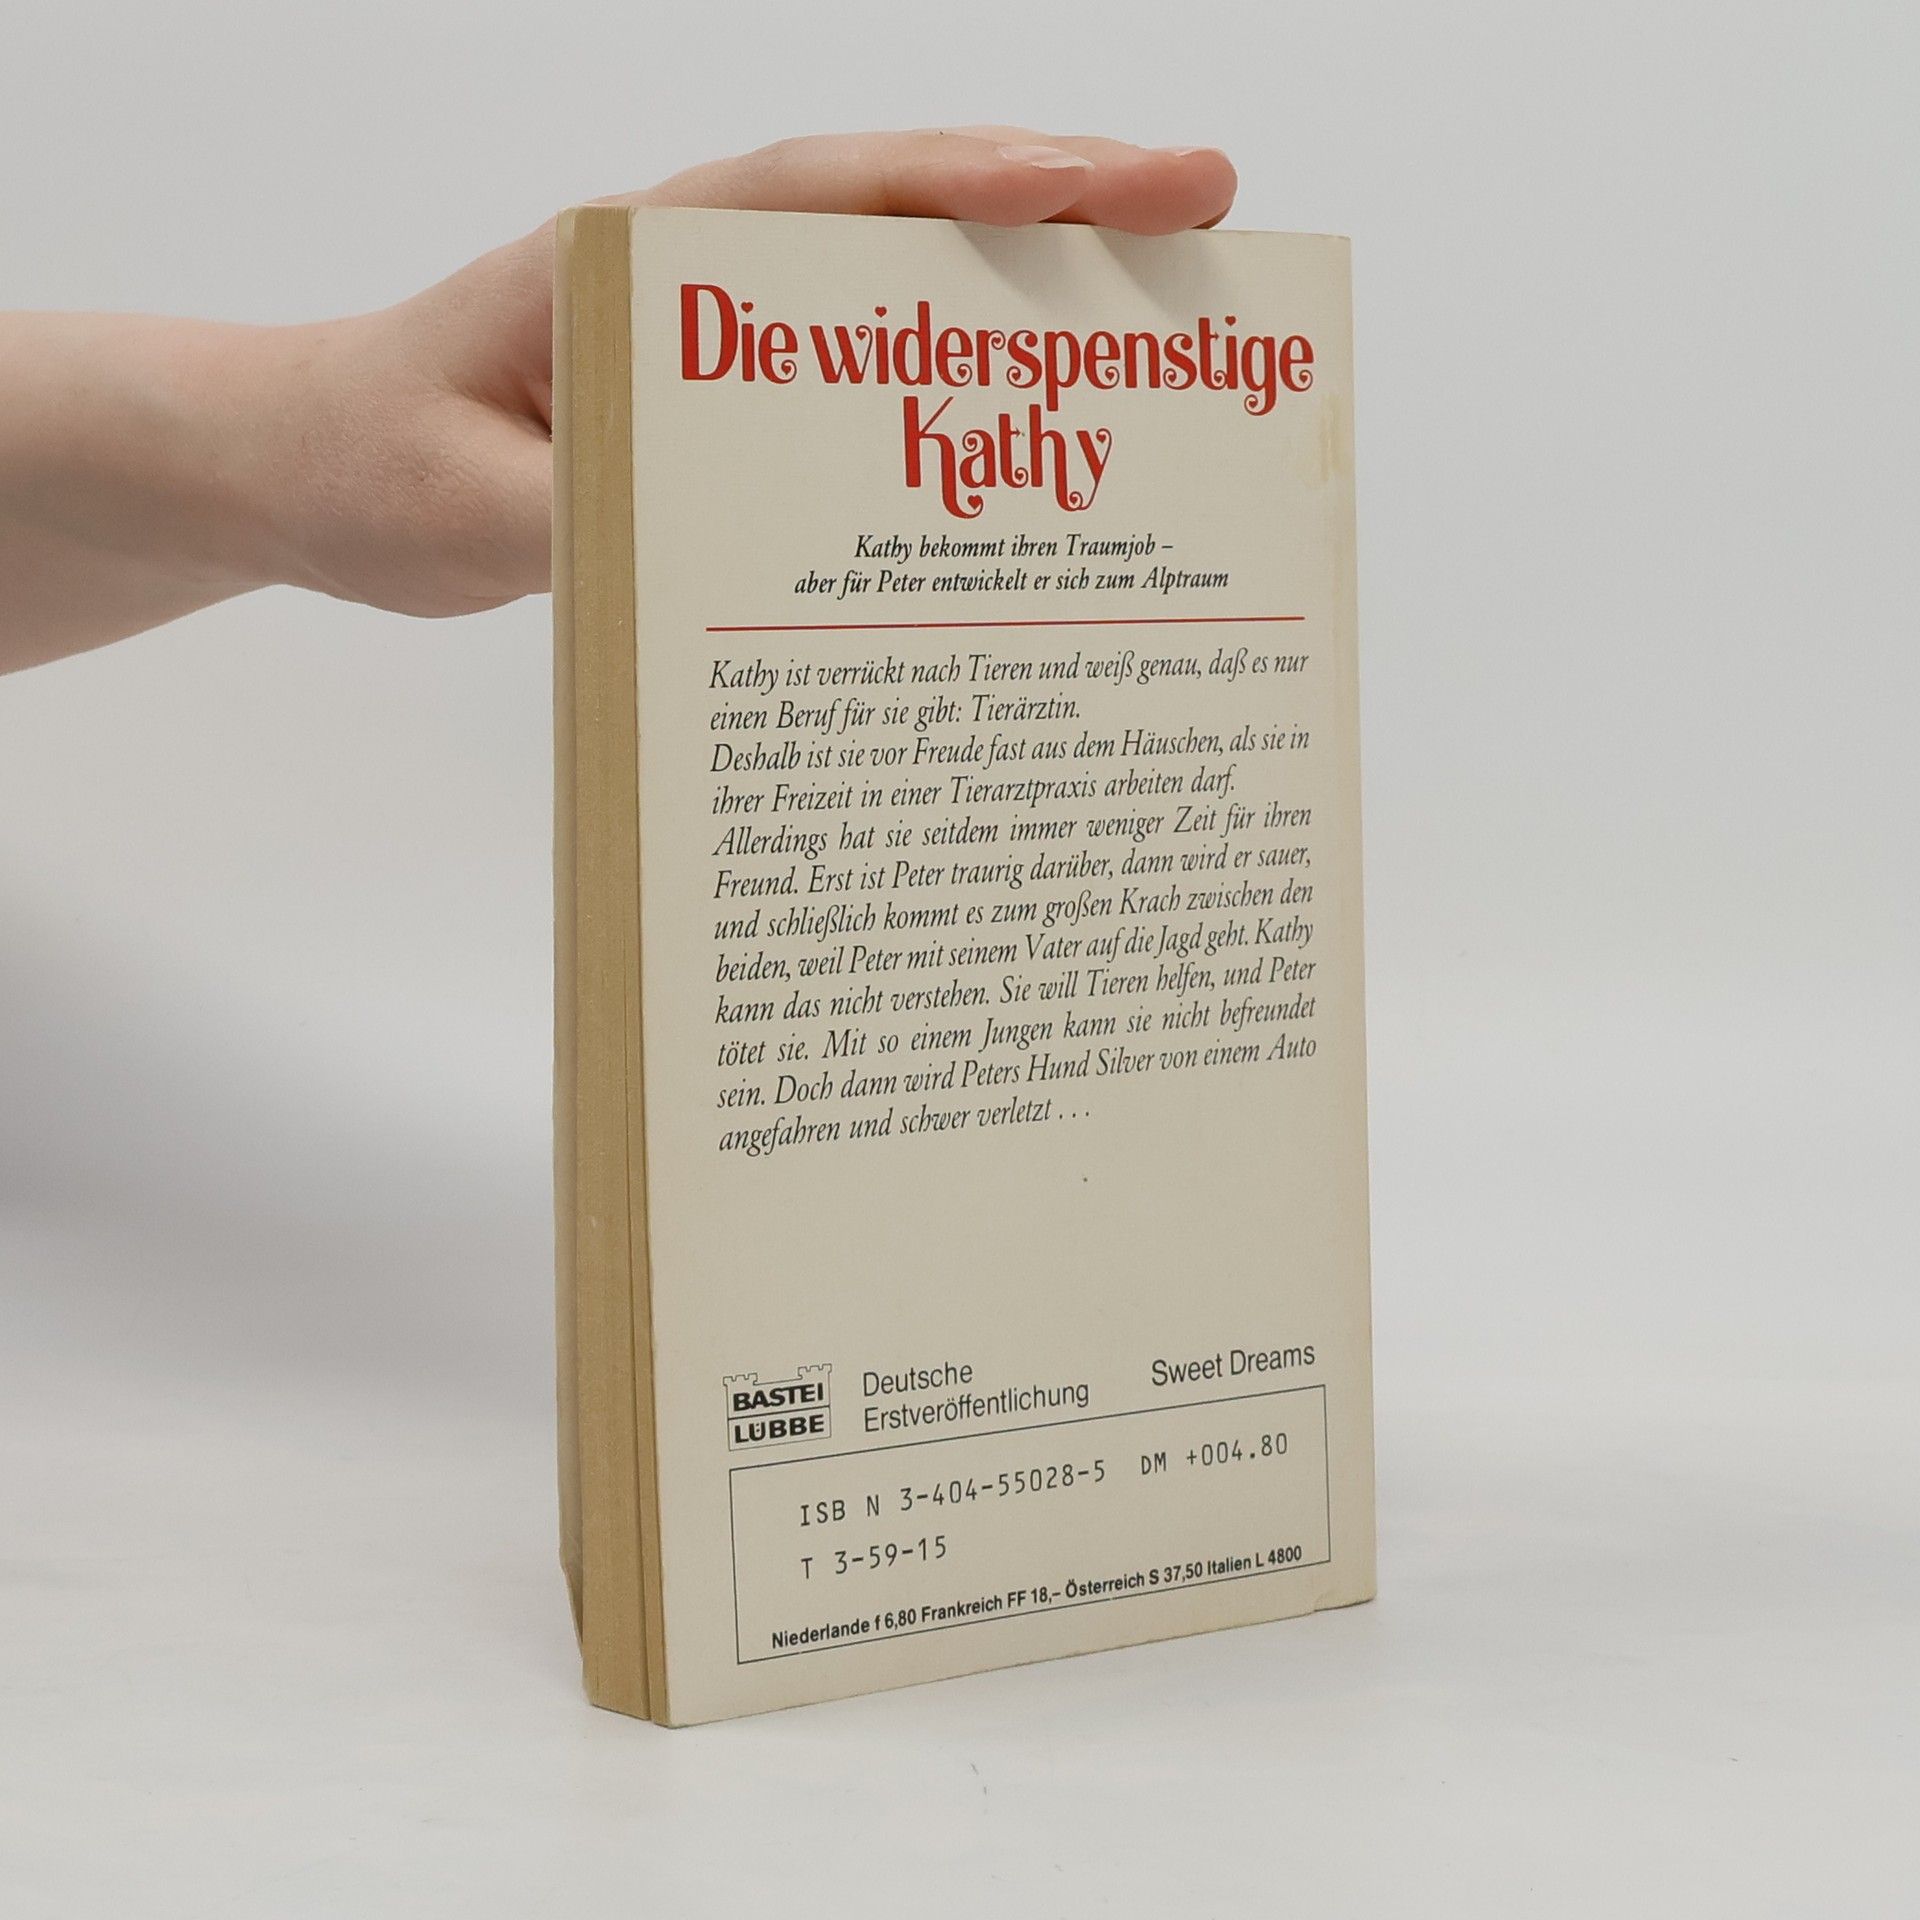 Die widerspenstige
Kathy
Kathy bekommt ihren Traumjob –
aber für Peter entwickelt er sich zum Alptraum
Kathy ist verrückt nach Tieren und weiß genau, daß es nur
einen Beruf für sie gibt: Tierärztin.
Deshalb ist sie vor Freude fast aus dem Häuschen, als sie in
ihrer Freizeit in einer Tierarztpraxis arbeiten darf.
Allerdings hat sie seitdem immer weniger Zeit für ihren
Freund. Erst ist Peter traurig darüber, dann wird er sauer,
und schließlich kommt es zum großen Krach zwischen den
beiden, weil Peter mit seinem Vater auf die Jagd geht. Kathy
kann das nicht verstehen. Sie will Tieren helfen, und Peter
tötet sie. Mit so einem Jungen kann sie nicht befreundet
sein. Doch dann wird Peters Hund Silver von einem Auto
angefahren und schwer verletzt . . .
BASTEI
LÜBBE
Deutsche
Erstveröffentlichung
Sweet Dreams
ISB N 3-404-55028-5 DM +004.80
T 3-59-15
Niederlande f 6,80 Frankreich FF 18,– Österreich S 37,50 Italien L 4800